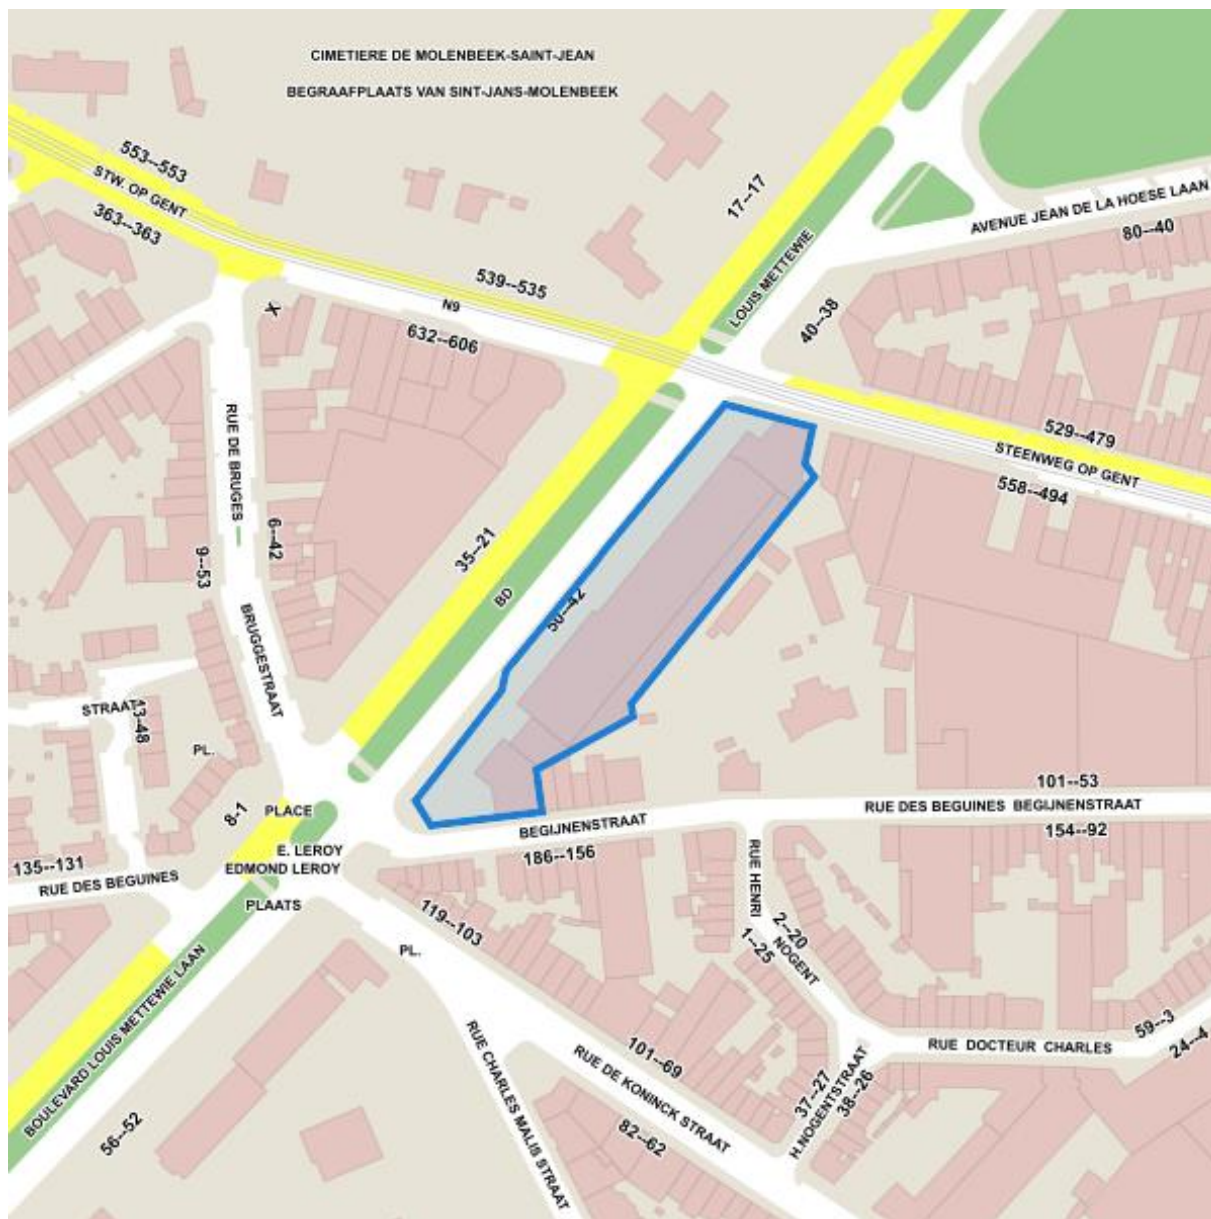 CIMETIERE DE MOLENBEEK-SAINT-JEAN
BEGRAAFPLAATS VAN SINT-JANS-MOLENBEEK
553--553
STW. OP GENT
363--363
17--17
AVENUE JEAN DE LA HOESE LAAN
80--40
539--535
N9
632--606
LOUIS METTEWIE
40--38
X
RUE DE BRUGES
6--42
9--53
BRUGGESTRAAT
35--21
BD
50--42
529--479
STEENWEG OP GENT
558--494
STRAAT
13-48
PL.
8-1
PLACE
E. LEROY
EDMOND LEROY
PLAATS
135--131
RUE DES BEGUINES
BEGIJNENSTRAAT
186--156
101--53
RUE DES BEGUINES BEGIJNENSTRAAT
154--92
RUE HENRI
NOGENT
2--20
1--25
119--103
PL.
BOULEVARD LOUIS METTEWIE LAAN
56--52
RUE CHARLES MALIS STRAAT
101--69
RUE DE KONINCK STRAAT
82--62
37--27
H.NOGENTSTRAAT
38--26
RUE DOCTEUR CHARLES
59--3
24--4